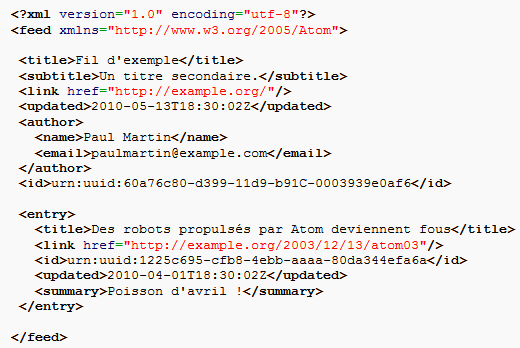 <?xml version="1.0" encoding="utf-8"?>
<feed xmlns="http://www.w3.org/2005/Atom">
<title>Fil d'exemple</title>
<subtitle>Un titre secondaire.</subtitle>
<link href="http://example.org/"/>
<updated>2010-05-13T18:30:02Z</updated>
<author>
<name>Paul Martin</name>
<email>paulmartin@example.com</email>
</author>
<id>urn:uuid:60a76c80-d399-11d9-b91C-0003939e0af6</id>
<entry>
<title>Des robots propulsés par Atom deviennent fous</title>
<link href="http://example.org/2003/12/13/atom03"/>
<id>urn:uuid:1225c695-cfb8-4ebb-aaaa-80da344efa6a</id>
<updated>2010-04-01T18:30:02Z</updated>
<summary>Poisson d'avril !</summary>
</entry>
</feed>